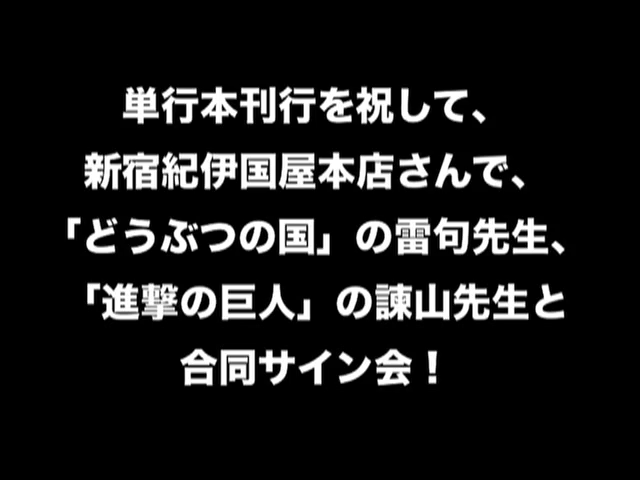 単行本刊行を祝して、
新宿紀伊国屋本店さんで、
「どうぶつの国」の雷句先生、
「進撃の巨人」の諫山先生と
合同サイン会！